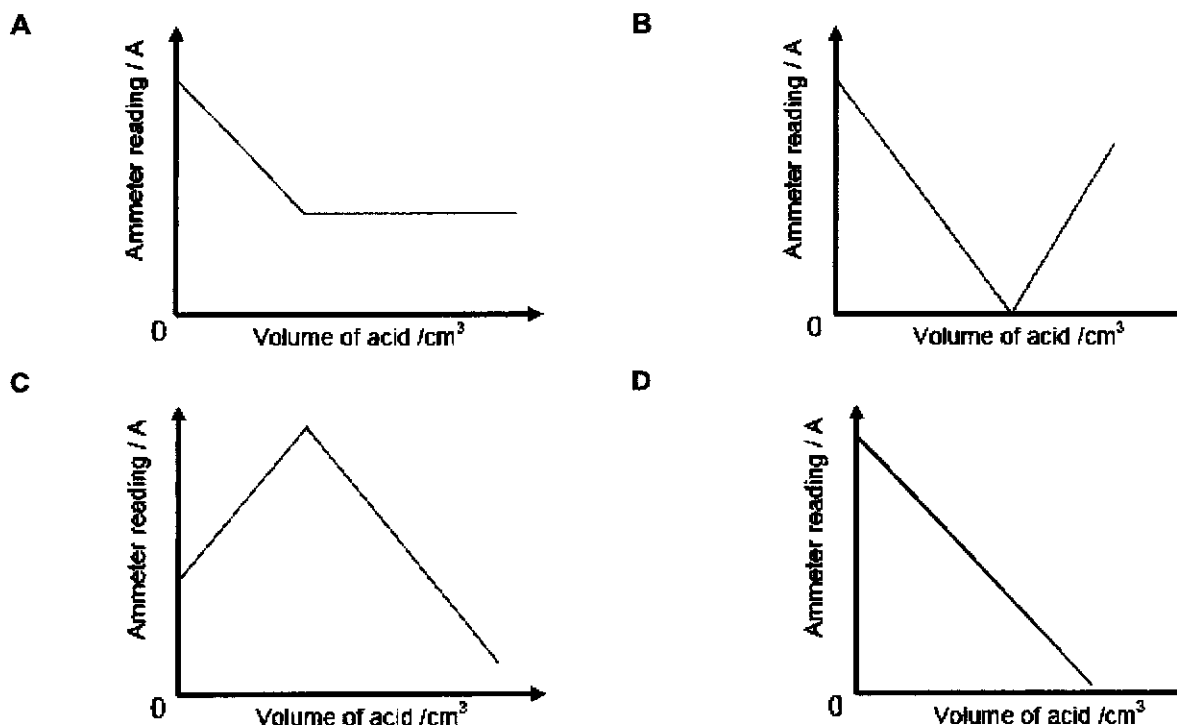 A
Ammeter reading / A
0
Volume of acid /cm³
B
Ammeter reading / A
0
Volume of acid /cm³
C
Ammeter reading / A
0
Volume of acid /cm³
D
Ammeter reading / A
0
Volume of acid /cm³